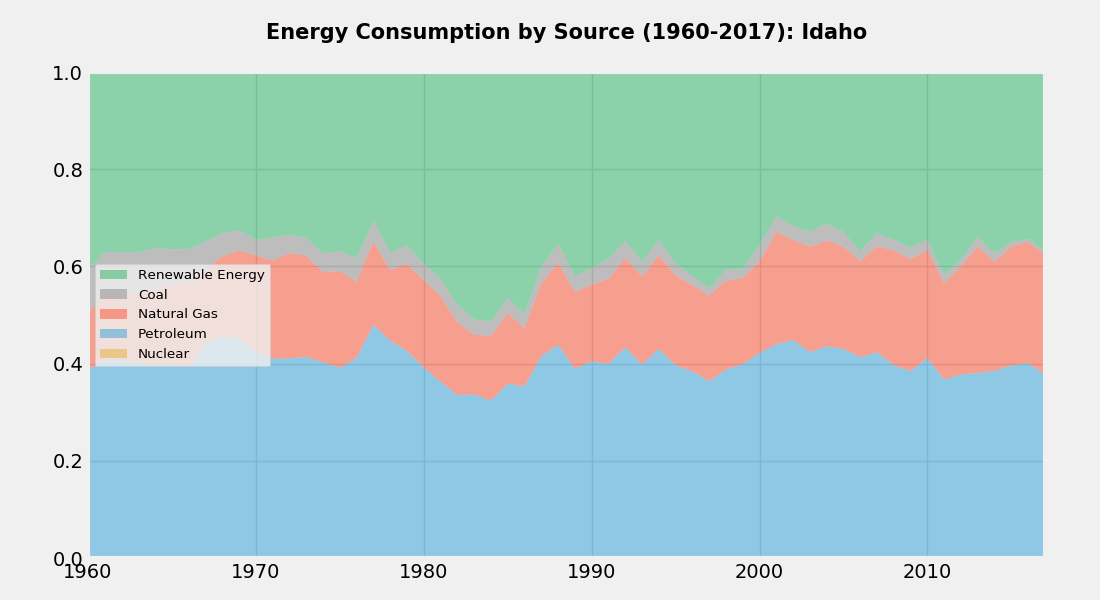 Energy Consumption by Source (1960-2017): Idaho
1.0
0.8
0.6
0.4
0.2
0.0
Renewable Energy
Coal
Natural Gas
Petroleum
Nuclear
1960 1970 1980 1990 2000 2010